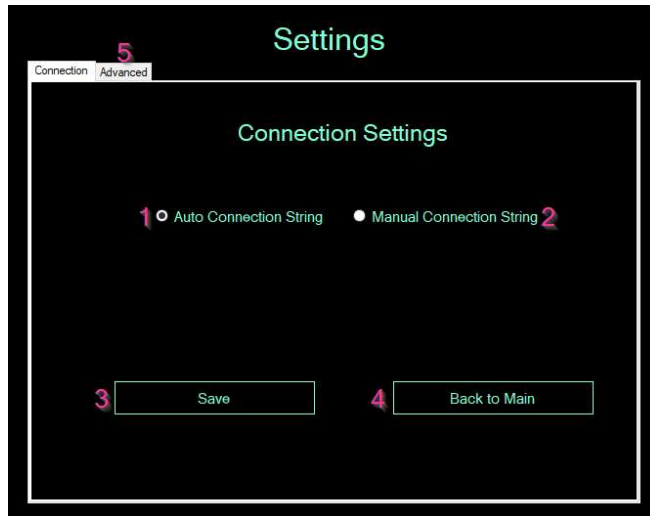 Settings
5
Connection Advanced
Connection Settings
1 Auto Connection String Manual Connection String 2
3 Save 4 Back to Main